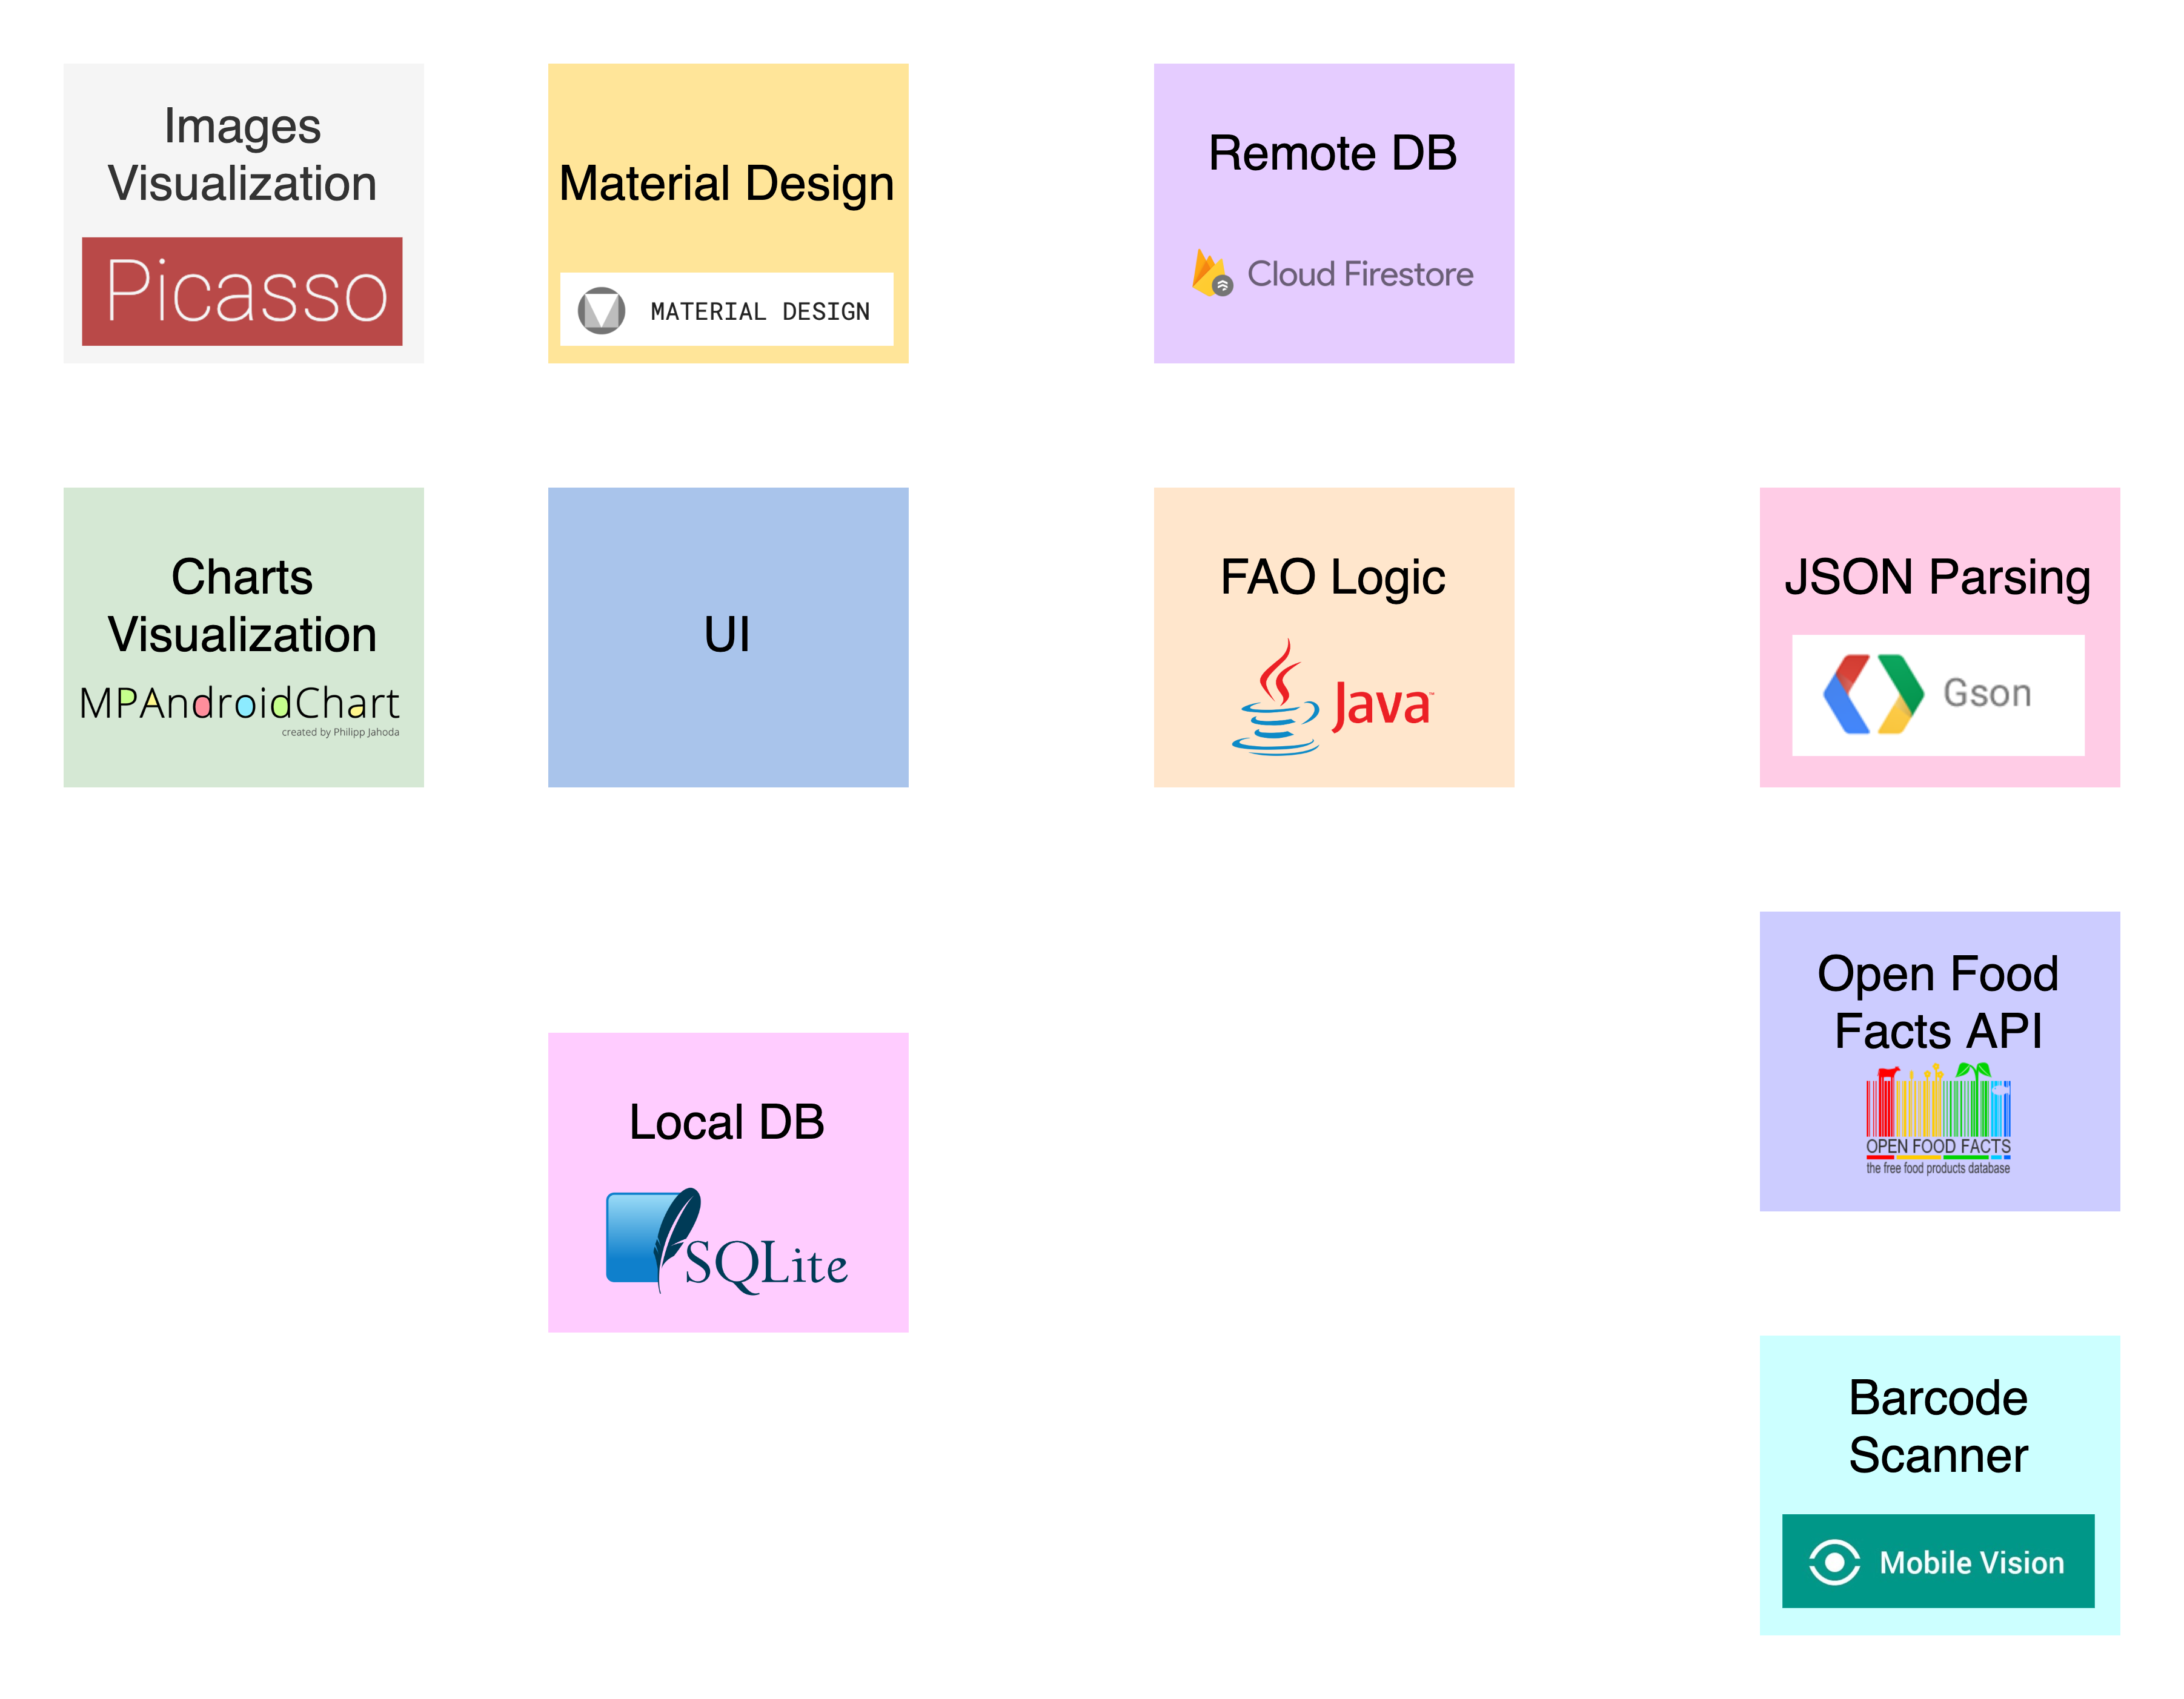 Images
Visualization
Picasso
Material Design
MATERIAL DESIGN
Remote DB
Cloud Firestore
Charts
Visualization
MPAndroidChart
created by Philipp Jahoda
UI
FAO Logic
Java™
JSON Parsing
Gson
Open Food
Facts API
OPEN FOOD FACTS
the free food products database
Local DB
SQLite
Barcode
Scanner
Mobile Vision